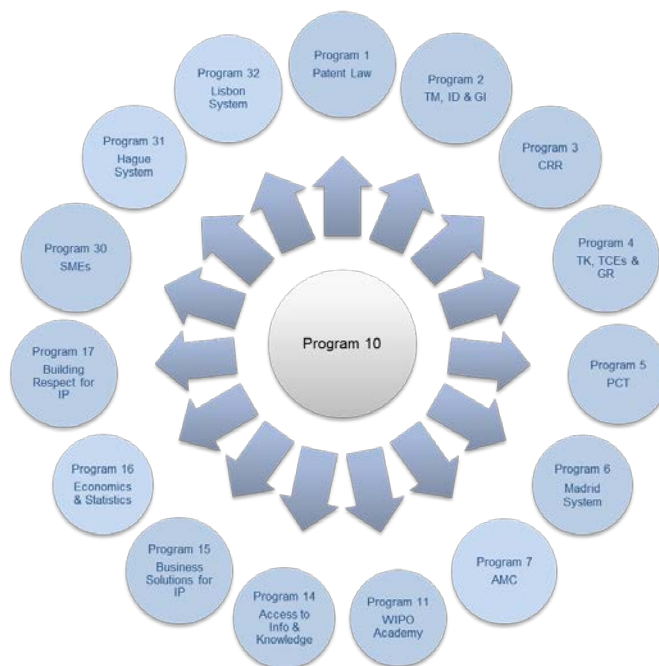 Program 1
Patent Law
Program 2
TM, ID & GI
Program 3
CRR
Program 4
TK, TCEs &
GR
Program 5
PCT
Program 6
Madrid
System
Program 7
AMC
Program 11
WIPO
Academy
Program 14
Access to
Info &
Knowledge
Program 15
Business
Solutions for
IP
Program 16
Economics
& Statistics
Program 17
Building
Respect for
IP
Program 30
SMEs
Program 31
Hague
System
Program 32
Lisbon
System
Program 10